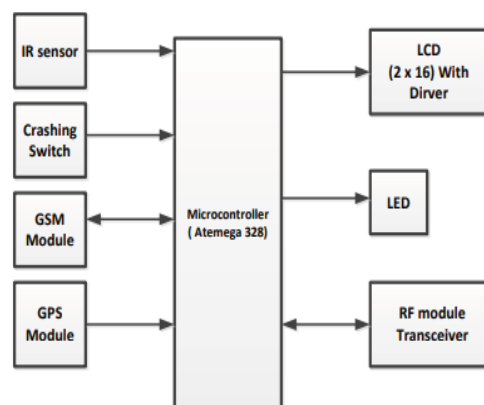 IR sensor
Crashing
Switch
GSM
Module
GPS
Module
Microcontroller
( Atemega 328)
LCD
(2 x 16) With
Dirver
LED
RF module
Transceiver